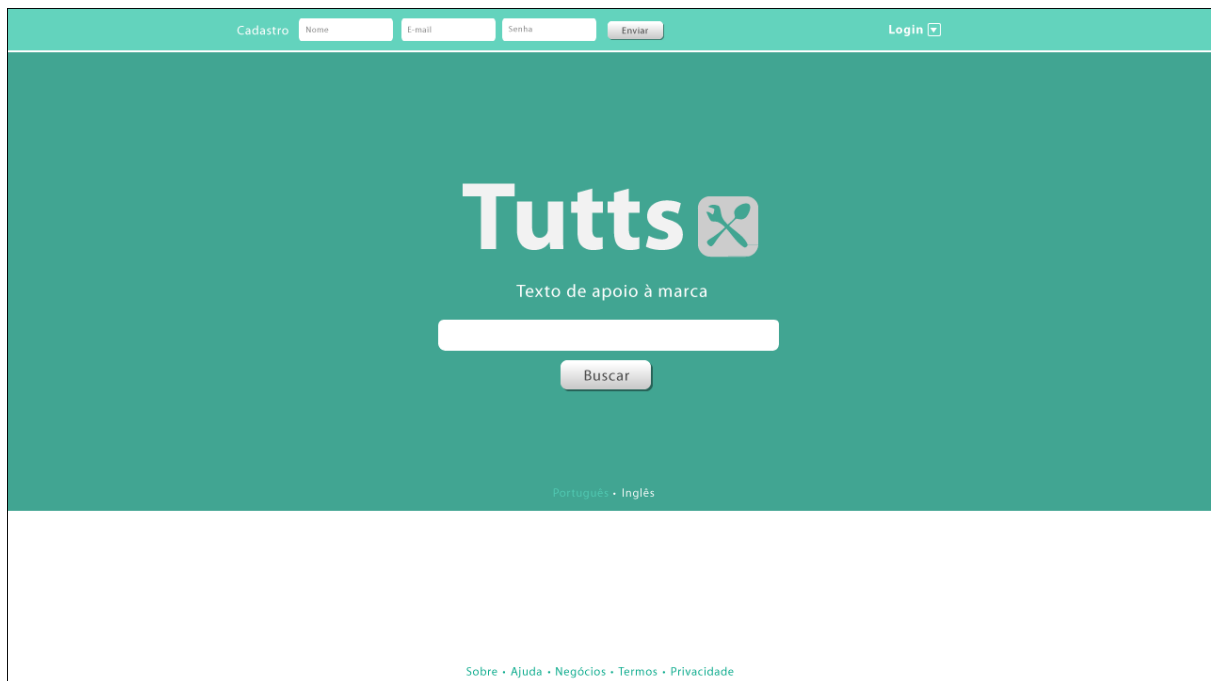 Cadastro Nome E-mail Senha Enviar Login
Tutts
Texto de apoio à marca
Buscar
Português • Inglês
Sobre • Ajuda • Negócios • Termos • Privacidade